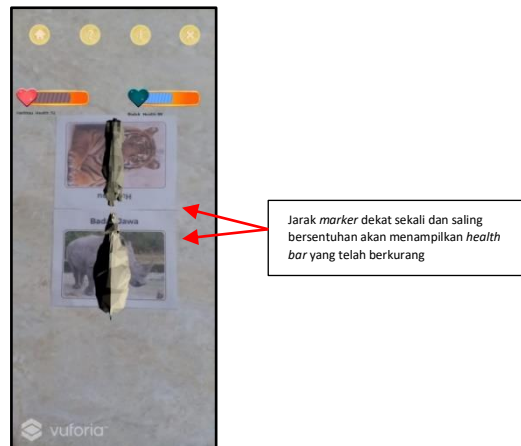 Badak Jawa
vuforia
Jarak marker dekat sekali dan saling
bersentuhan akan menampilkan health
bar yang telah berkurang